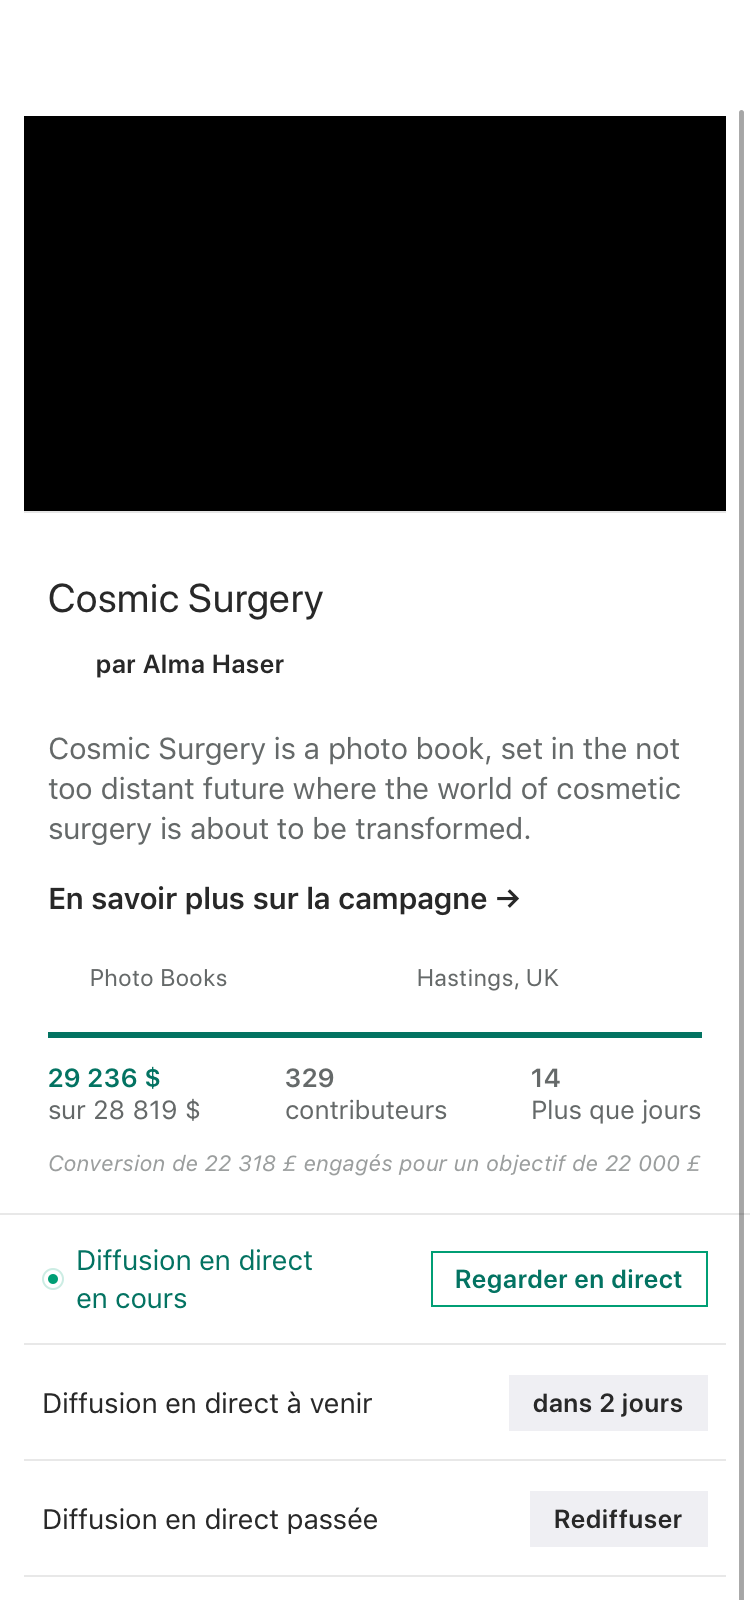 Cosmic Surgery
par Alma Haser
Cosmic Surgery is a photo book, set in the not
too distant future where the world of cosmetic
surgery is about to be transformed.
En savoir plus sur la campagne →
Photo Books
Hastings, UK
29 236 $
sur 28 819 $
329
contributeurs
14
Plus que jours
Conversion de 22 318 £ engagés pour un objectif de 22 000 £
Diffusion en direct
en cours
Regarder en direct
Diffusion en direct à venir
dans 2 jours
Diffusion en direct passée
Rediffuser